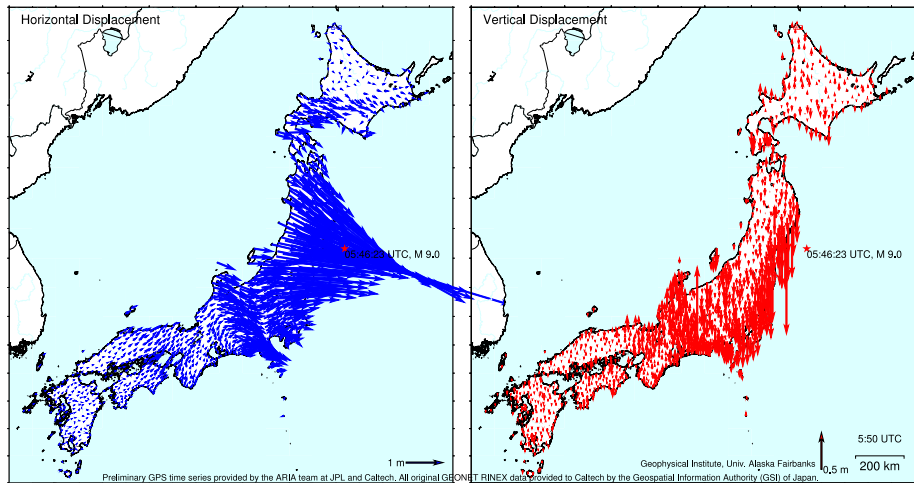 Horizontal Displacement
Vertical Displacement
05:46:23 UTC, M 9.0
05:46:23 UTC, M 9.0
5:50 UTC
1 m
0.5 m
200 km
Geophysical Institute, Univ. Alaska Fairbanks
Preliminary GPS time series provided by the ARIA team at JPL and Caltech. All original GEONET RINEX data provided to Caltech by the Geospatial Information Authority (GSI) of Japan.